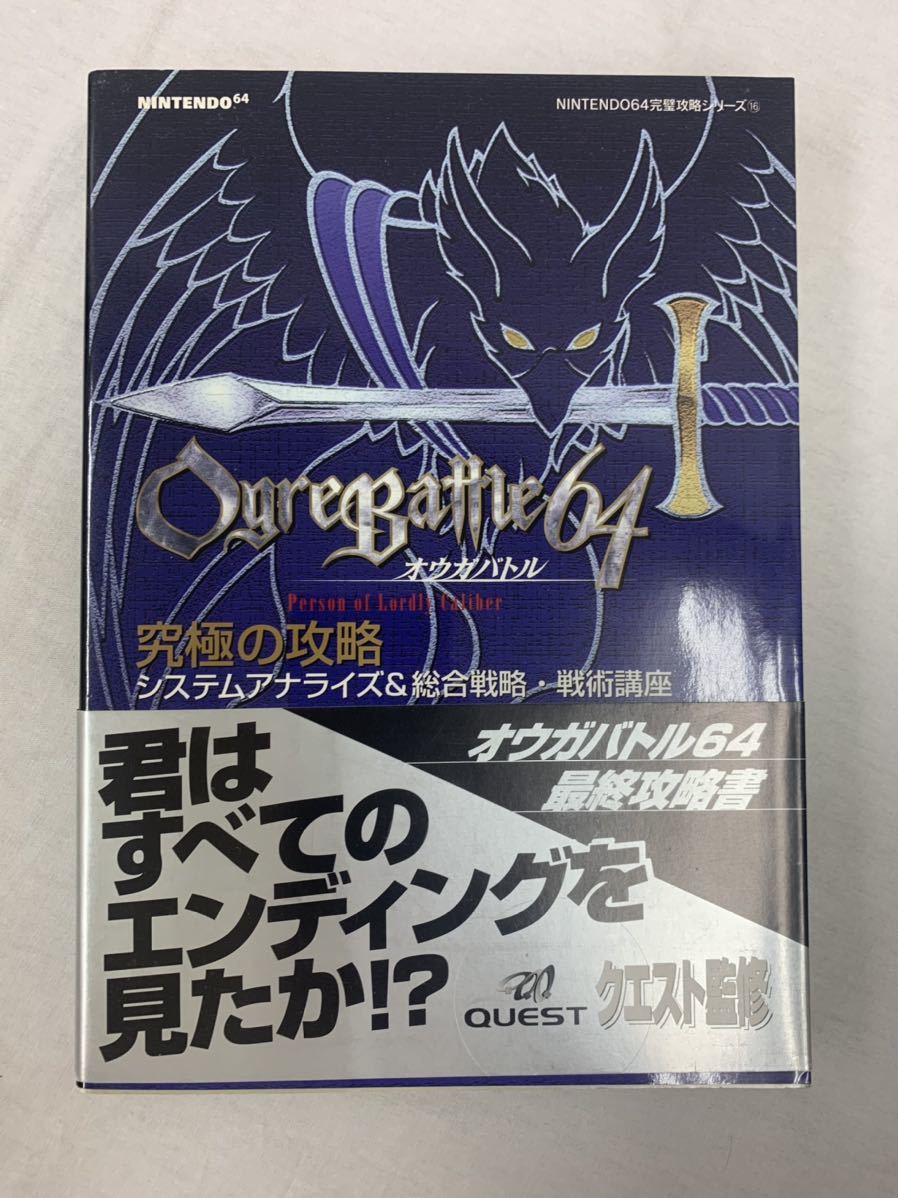 NINTENDO64
NINTENDO64完璧攻略シリーズ⑯
OgreBattle64
オウガバトル
Person of Lordly Caliber
究極の攻略
システムアナライズ&総合戦略・戦術講座
オウガバトル64
最終攻略書
君は
すべての
エンディングを
見たか!?
QUEST
クエスト監修